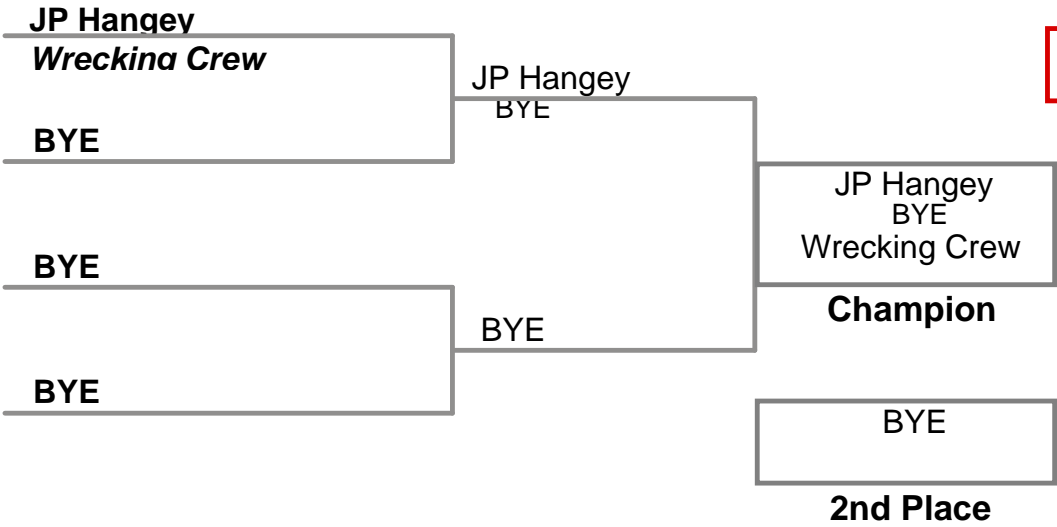 JP Hangey
Wrecking Crew
JP Hangey
BYE
BYE
JP Hangey
BYE
Wrecking Crew
BYE
Champion
BYE
BYE
BYE
2nd Place